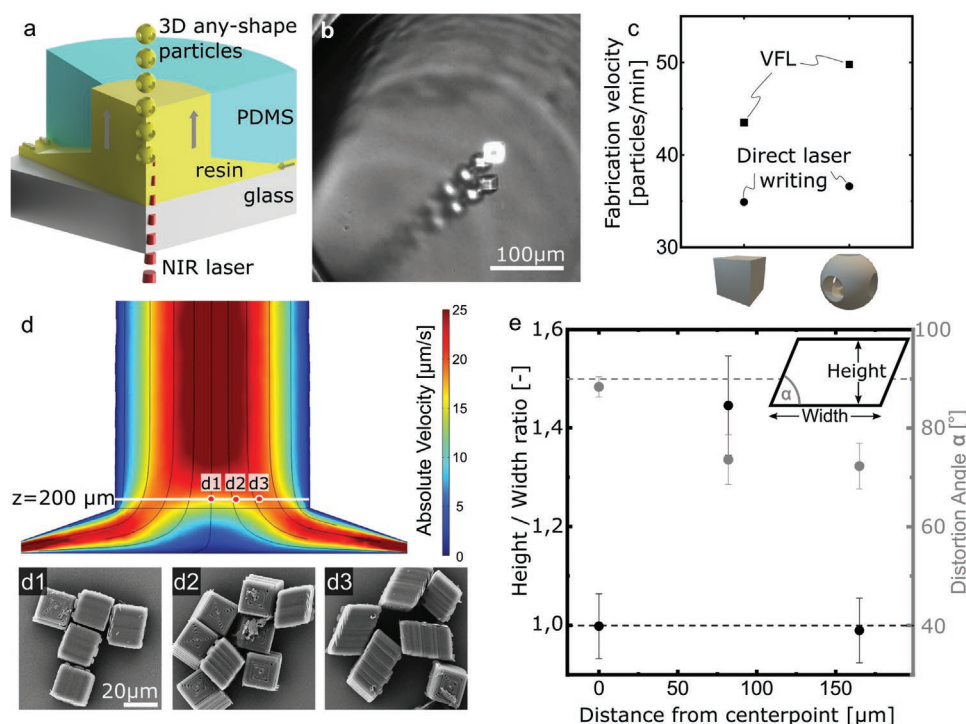 a
3D any-shape
particles
PDMS
resin
glass
NIR laser
b
100µm
c
Fabrication velocity
[particles/min]
50
40
30
VFL
Direct laser
writing
d
z=200 µm
d1
d2
d3
25
20
15
10
5
0
Absolute Velocity [µm/s]
d1
20µm
d2
d3
e
Height / Width ratio [-]
1,6
1,4
1,2
1,0
Height
α
Width
100
80
60
40
Distortion Angle α [°]
0
50
100
150
Distance from centerpoint [µm]